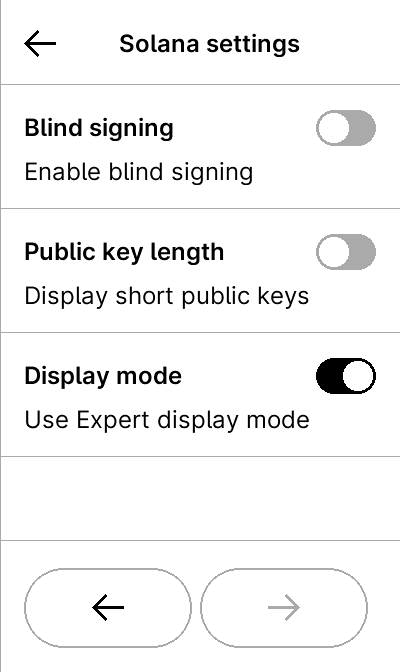 Solana settings
Blind signing
Enable blind signing
Public key length
Display short public keys
Display mode
Use Expert display mode